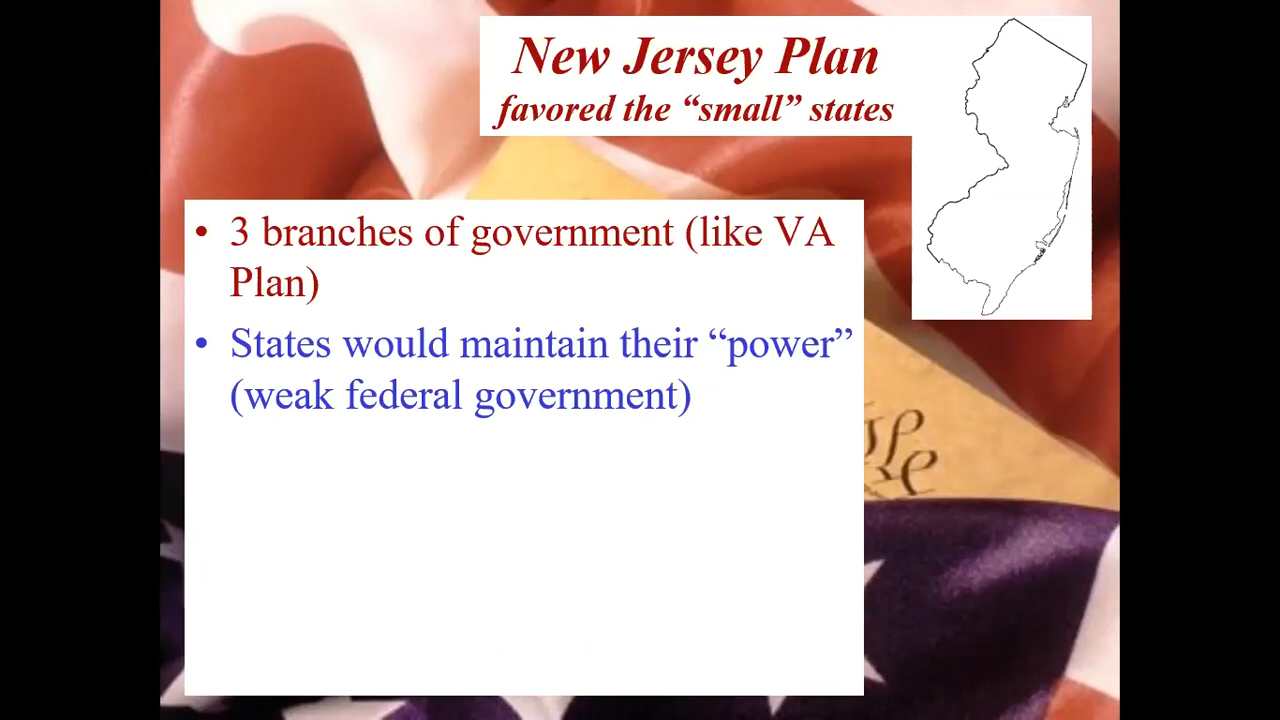 New Jersey Plan
favored the “small” states
• 3 branches of government (like VA
Plan)
• States would maintain their “power”
(weak federal government)